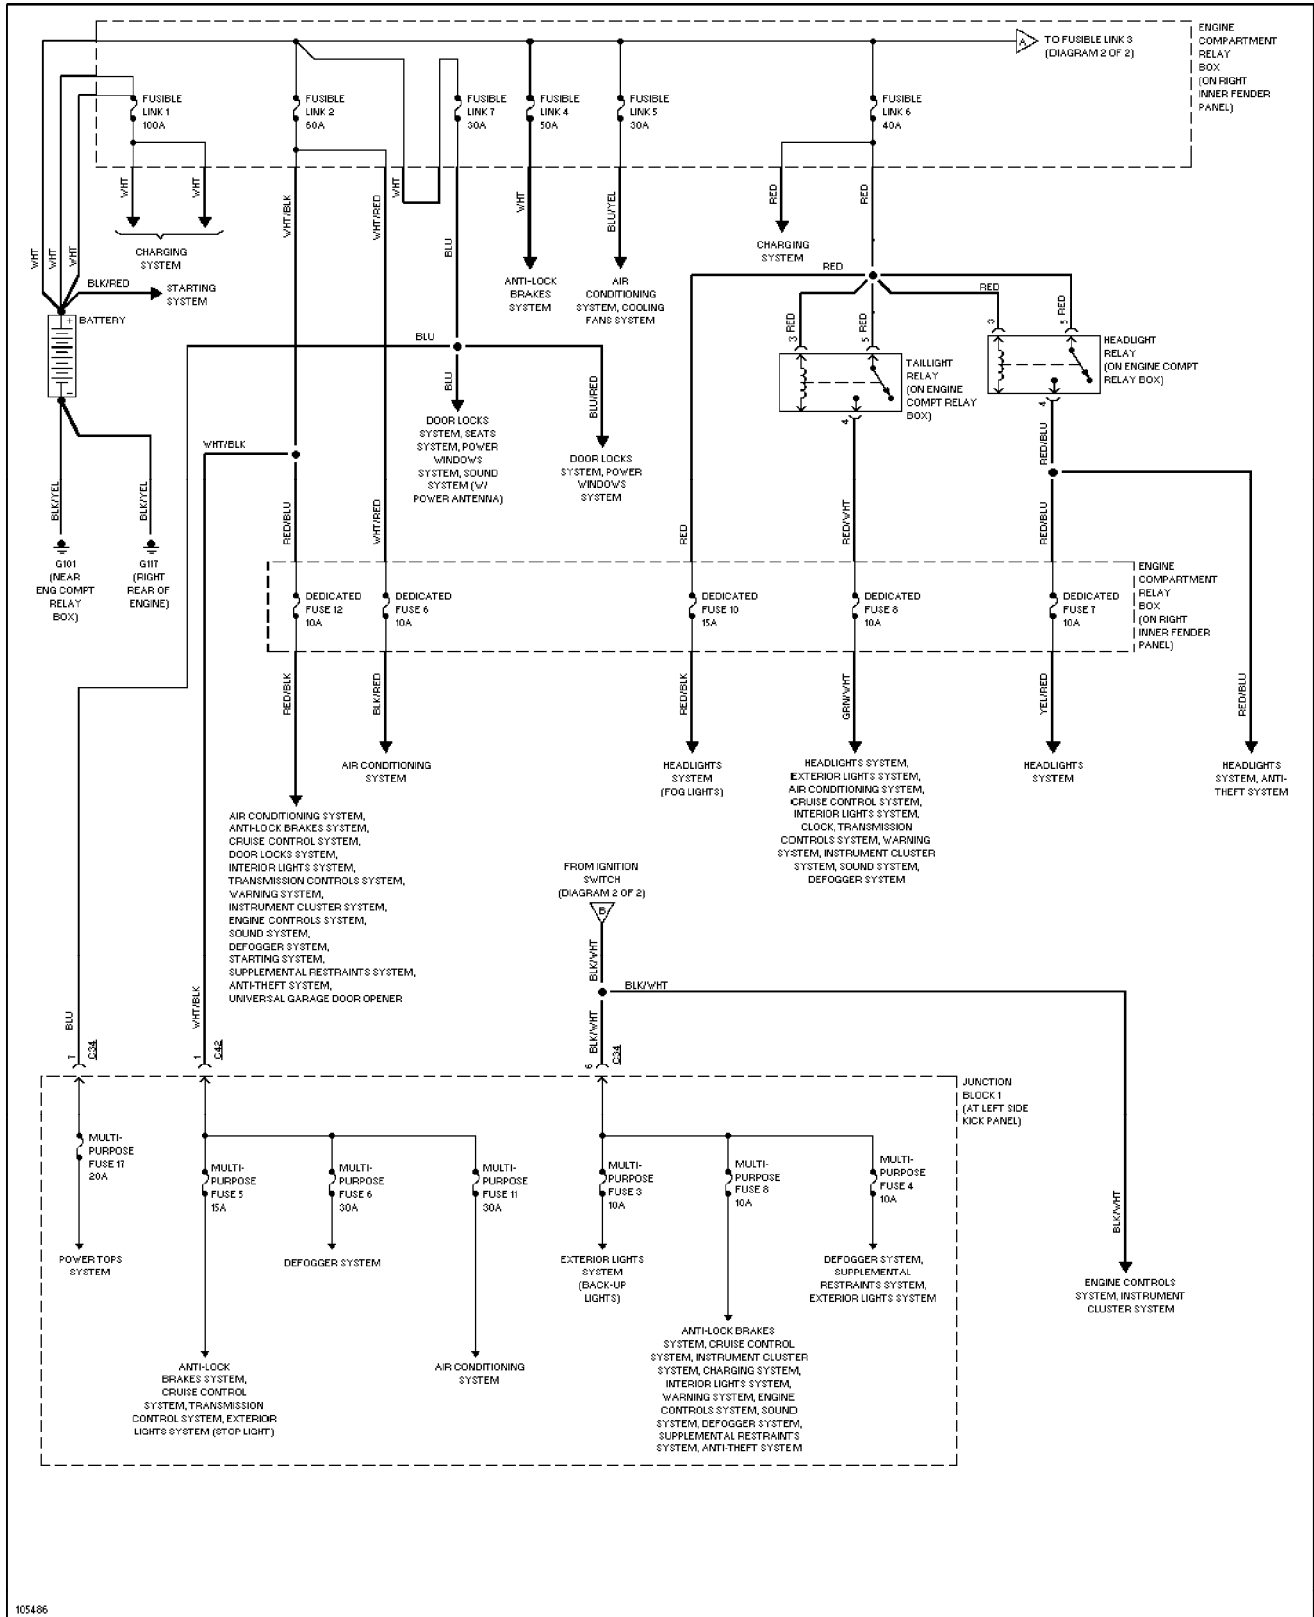 ENGINE
COMPARTMENT
RELAY
BOX
(ON RIGHT
INNER FENDER
PANEL)
A
TO FUSIBLE LINK 3
(DIAGRAM 2 OF 2)
FUSIBLE
LINK 1
100A
FUSIBLE
LINK 2
60A
FUSIBLE
LINK 7
30A
FUSIBLE
LINK 4
50A
FUSIBLE
LINK 5
30A
FUSIBLE
LINK 6
40A
WHT
WHT
WHT/BLK
WHT/RED
WHT
BLU
WHT
BLU/YEL
RED
RED
WHT
WHT
WHT
CHARGING
SYSTEM
BLK/RED
STARTING
SYSTEM
ANTI-LOCK
BRAKES
SYSTEM
AIR
CONDITIONING
SYSTEM, COOLING
FANS SYSTEM
CHARGING
SYSTEM
RED
RED
+
BATTERY
-
BLU
3 RED
5 RED
3
5 RED
TAILLIGHT
RELAY
(ON ENGINE
COMPT RELAY
BOX)
HEADLIGHT
RELAY
(ON ENGINE COMPT
RELAY BOX)
4
4
BLU
BLU/RED
DOOR LOCKS
SYSTEM, SEATS
SYSTEM, POWER
WINDOWS
SYSTEM, SOUND
SYSTEM (W/
POWER ANTENNA)
DOOR LOCKS
SYSTEM, POWER
WINDOWS
SYSTEM
WHT/BLK
RED/BLU
BLK/YEL
BLK/YEL
RED/BLU
WHT/RED
RED
RED/WHT
RED/BLU
G101
(NEAR
ENG COMPT
RELAY
BOX)
G117
(RIGHT
REAR OF
ENGINE)
ENGINE
COMPARTMENT
RELAY
BOX
(ON RIGHT
INNER FENDER
PANEL)
DEDICATED
FUSE 12
10A
DEDICATED
FUSE 6
10A
DEDICATED
FUSE 10
15A
DEDICATED
FUSE 8
10A
DEDICATED
FUSE 7
10A
RED/BLK
BLK/RED
RED/BLK
GRN/WHT
YEL/RED
RED/BLU
AIR CONDITIONING
SYSTEM
HEADLIGHTS
SYSTEM
(FOG LIGHTS)
HEADLIGHTS SYSTEM,
EXTERIOR LIGHTS SYSTEM,
AIR CONDITIONING SYSTEM,
CRUISE CONTROL SYSTEM,
INTERIOR LIGHTS SYSTEM,
CLOCK, TRANSMISSION
CONTROLS SYSTEM, WARNING
SYSTEM, INSTRUMENT CLUSTER
SYSTEM, SOUND SYSTEM,
DEFOGGER SYSTEM
HEADLIGHTS
SYSTEM
HEADLIGHTS
SYSTEM, ANTI-
THEFT SYSTEM
AIR CONDITIONING SYSTEM,
ANTI-LOCK BRAKES SYSTEM,
CRUISE CONTROL SYSTEM,
DOOR LOCKS SYSTEM,
INTERIOR LIGHTS SYSTEM,
TRANSMISSION CONTROLS SYSTEM,
WARNING SYSTEM,
INSTRUMENT CLUSTER SYSTEM,
ENGINE CONTROLS SYSTEM,
SOUND SYSTEM,
DEFOGGER SYSTEM,
STARTING SYSTEM,
SUPPLEMENTAL RESTRAINTS SYSTEM,
ANTI-THEFT SYSTEM,
UNIVERSAL GARAGE DOOR OPENER
FROM IGNITION
SWITCH
(DIAGRAM 2 OF 2)
B
BLK/WHT
BLK/WHT
BLU
WHT/BLK
BLK/WHT
7 C34
1 C42
6 C34
JUNCTION
BLOCK 1
(AT LEFT SIDE
KICK PANEL)
MULTI-
PURPOSE
FUSE 17
20A
MULTI-
PURPOSE
FUSE 5
15A
MULTI-
PURPOSE
FUSE 6
30A
MULTI-
PURPOSE
FUSE 11
30A
MULTI-
PURPOSE
FUSE 3
10A
MULTI-
PURPOSE
FUSE 8
10A
MULTI-
PURPOSE
FUSE 4
10A
BLK/WHT
POWER TOPS
SYSTEM
DEFOGGER SYSTEM
EXTERIOR LIGHTS
SYSTEM
(BACK-UP
LIGHTS)
DEFOGGER SYSTEM,
SUPPLEMENTAL
RESTRAINTS SYSTEM,
EXTERIOR LIGHTS SYSTEM
ENGINE CONTROLS
SYSTEM, INSTRUMENT
CLUSTER SYSTEM
ANTI-LOCK
BRAKES SYSTEM,
CRUISE CONTROL
SYSTEM, TRANSMISSION
CONTROL SYSTEM, EXTERIOR
LIGHTS SYSTEM (STOP LIGHT)
AIR CONDITIONING
SYSTEM
ANTI-LOCK BRAKES
SYSTEM, CRUISE CONTROL
SYSTEM, INSTRUMENT CLUSTER
SYSTEM, CHARGING SYSTEM,
INTERIOR LIGHTS SYSTEM,
WARNING SYSTEM, ENGINE
CONTROLS SYSTEM, SOUND
SYSTEM, DEFOGGER SYSTEM,
SUPPLEMENTAL RESTRAINTS
SYSTEM, ANTI-THEFT SYSTEM
105486